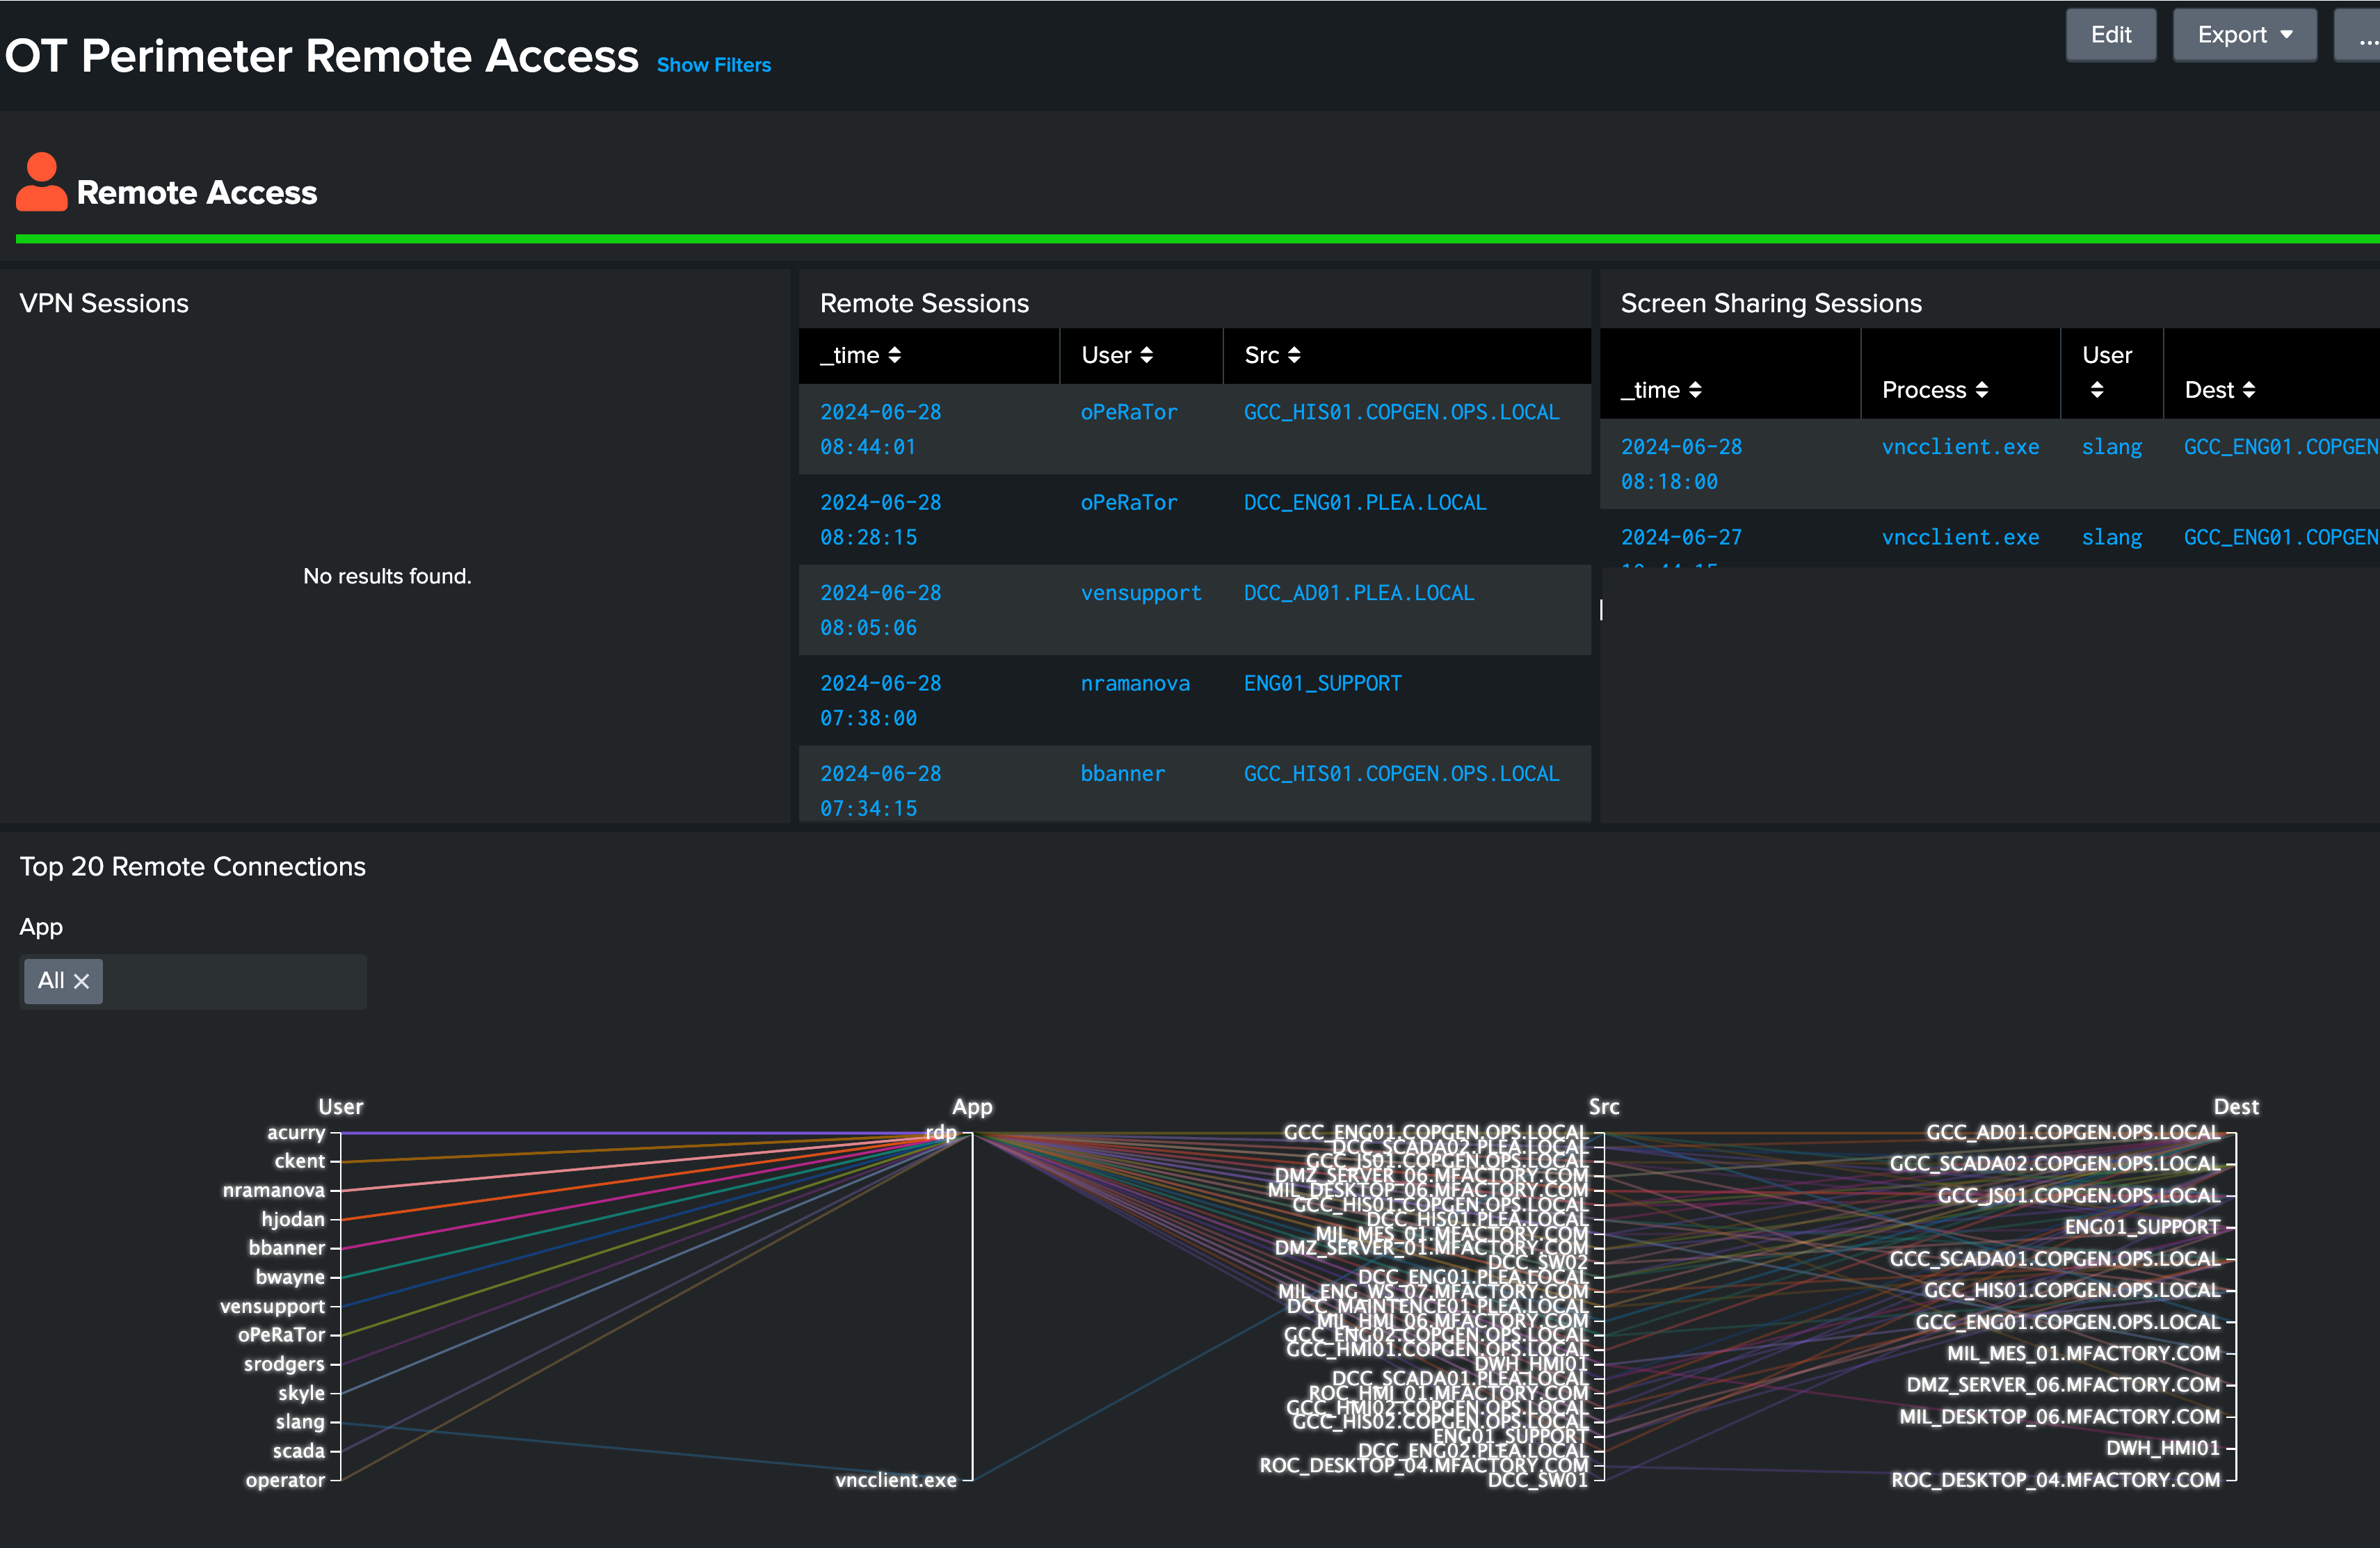 OT Perimeter Remote Access Show Filters
Edit Export ...
Remote Access
VPN Sessions
No results found.
Remote Sessions
_time User Src
2024-06-28 oPeRaTor GCC_HIS01.COPGEN.OPS.LOCAL
08:44:01
2024-06-28 oPeRaTor DCC_ENG01.PLEA.LOCAL
08:28:15
2024-06-28 vensupport DCC_AD01.PLEA.LOCAL
08:05:06
2024-06-28 nramanova ENG01_SUPPORT
07:38:00
2024-06-28 bbanner GCC_HIS01.COPGEN.OPS.LOCAL
07:34:15
Screen Sharing Sessions
User
_time Process Dest
2024-06-28 vncclient.exe slang GCC_ENG01.COPGEN
08:18:00
2024-06-27 vncclient.exe slang GCC_ENG01.COPGEN
Top 20 Remote Connections
App
All
User
acurry
ckent
nramanova
hjodan
bbanner
bwayne
vensupport
oPeRaTor
srodgers
skyle
slang
scada
operator
App
rdp
vncclient.exe
Src
GCC_ENG01.COPGEN.OPS.LOCAL
DCC_SCADA02.PLEA.LOCAL
GCC_JS01.COPGEN.OPS.LOCAL
DMZ_SERVER_06.MFACTORY.COM
MIL_DESKTOP_06.MFACTORY.COM
GCC_HIS01.COPGEN.OPS.LOCAL
DCC_HIS01.PLEA.LOCAL
MIL_MES_01.MFACTORY.COM
DMZ_SERVER_01.MFACTORY.COM
DCC_SW02
DCC_ENG01.PLEA.LOCAL
MIL_ENG_WS_07.MFACTORY.COM
DCC_MAINTENCE01.PLEA.LOCAL
MIL_HMI_06.MFACTORY.COM
GCC_ENG02.COPGEN.OPS.LOCAL
GCC_HMI01.COPGEN.OPS.LOCAL
DWH_HMI01
DCC_SCADA01.PLEA.LOCAL
ROC_HMI_01.MFACTORY.COM
GCC_HMI02.COPGEN.OPS.LOCAL
GCC_HIS02.COPGEN.OPS.LOCAL
ENG01_SUPPORT
DCC_ENG02.PLEA.LOCAL
ROC_DESKTOP_04.MFACTORY.COM
DCC_SW01
Dest
GCC_AD01.COPGEN.OPS.LOCAL
GCC_SCADA02.COPGEN.OPS.LOCAL
GCC_JS01.COPGEN.OPS.LOCAL
ENG01_SUPPORT
GCC_SCADA01.COPGEN.OPS.LOCAL
GCC_HIS01.COPGEN.OPS.LOCAL
GCC_ENG01.COPGEN.OPS.LOCAL
MIL_MES_01.MFACTORY.COM
DMZ_SERVER_06.MFACTORY.COM
MIL_DESKTOP_06.MFACTORY.COM
DWH_HMI01
ROC_DESKTOP_04.MFACTORY.COM